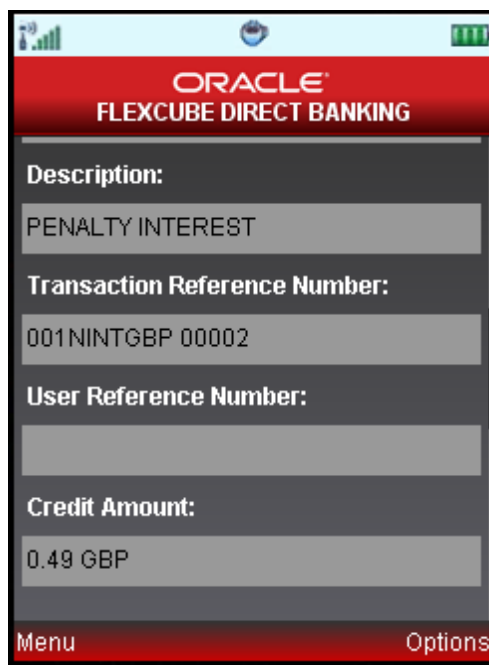 ORACLE
FLEXCUBE DIRECT BANKING
Description:
PENALTY INTEREST
Transaction Reference Number:
001NINTGBP 00002
User Reference Number:
Credit Amount:
0.49 GBP
Menu Options